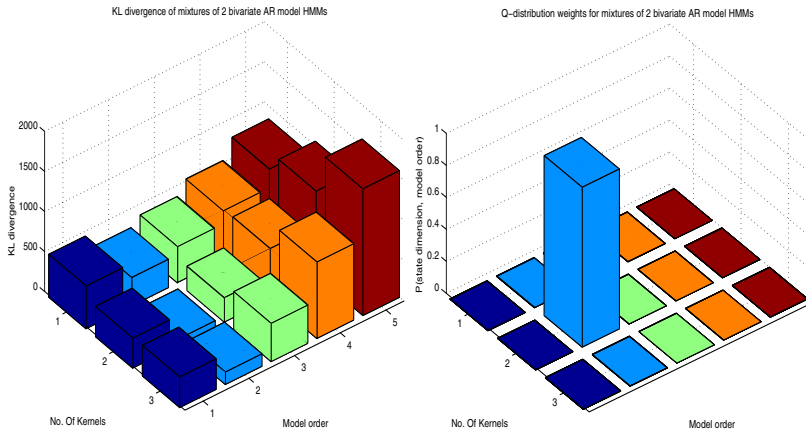 KL divergence of mixtures of 2 bivariate AR model HMMs
2000
1500
1000
500
0
KL divergence
1
2
3
No. Of Kernels
1
2
3
4
5
Model order
Q−distribution weights for mixtures of 2 bivariate AR model HMMs
1
0.8
0.6
0.4
0.2
0
P(state dimension, model order)
1
2
3
No. Of Kernels
Model order